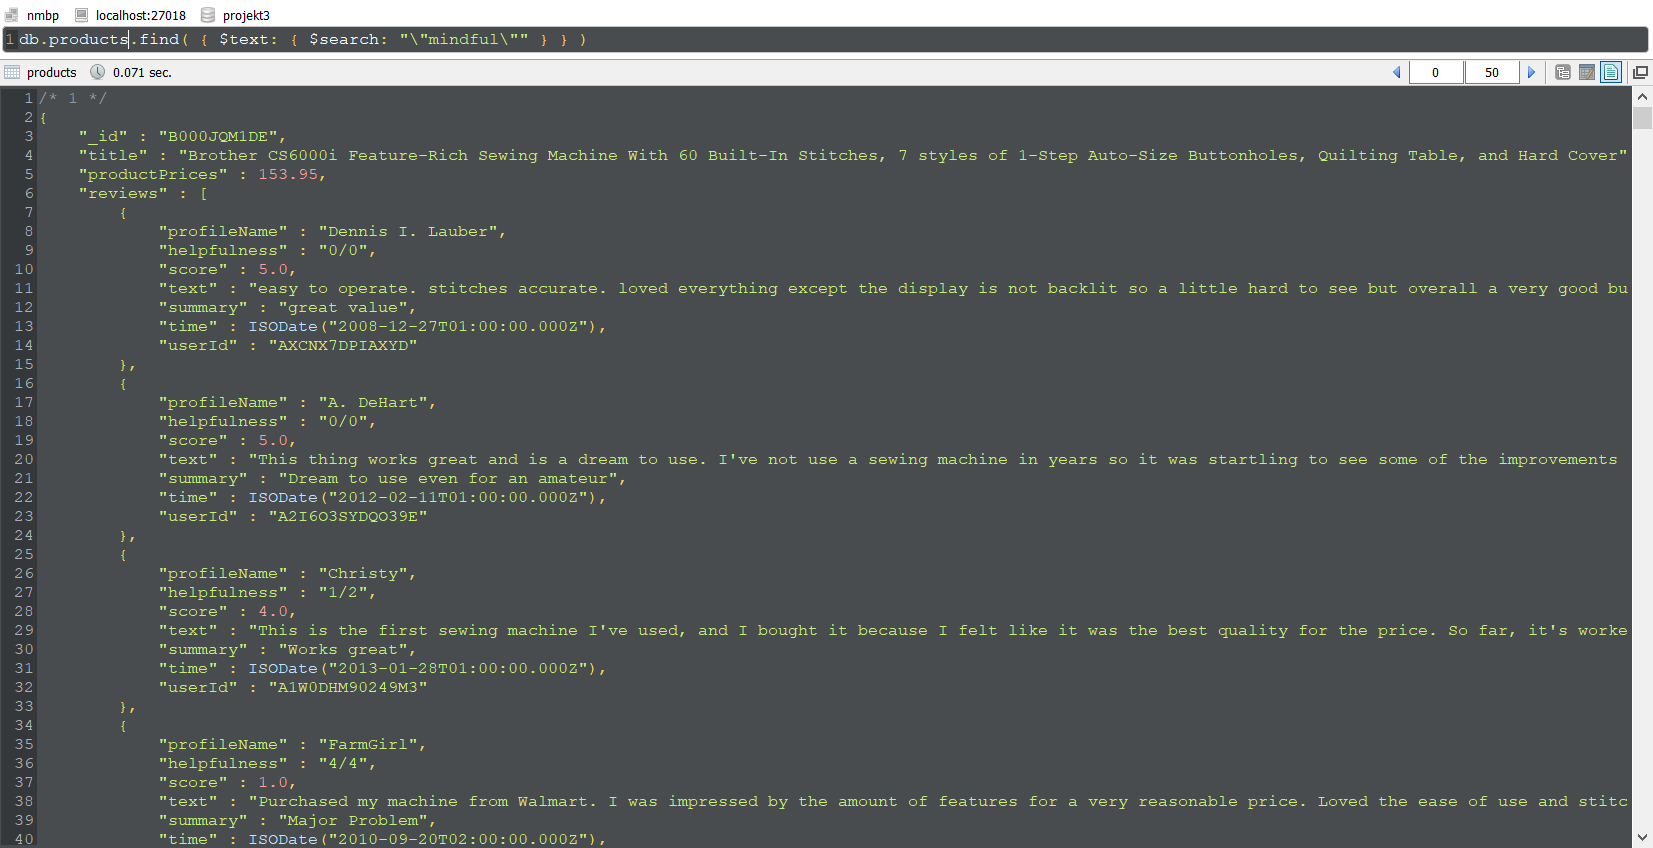 nmbp localhost:27018 projekt3
1 db.products.find( { $text: { $search: "\"mindful\"" } } )
products 0.071 sec. 0 50
1 /* 1 */
2 {
3 "_id" : "B000JQM1DE",
4 "title" : "Brother CS6000i Feature-Rich Sewing Machine With 60 Built-In Stitches, 7 styles of 1-Step Auto-Size Buttonholes, Quilting Table, and Hard Cover"
5 "productPrices" : 153.95,
6 "reviews" : [
7 {
8 "profileName" : "Dennis I. Lauber",
9 "helpfulness" : "0/0",
10 "score" : 5.0,
11 "text" : "easy to operate. stitches accurate. loved everything except the display is not backlit so a little hard to see but overall a very good bu
12 "summary" : "great value",
13 "time" : ISODate("2008-12-27T01:00:00.000Z"),
14 "userId" : "AXCNX7DPIAXYD"
15 },
16 {
17 "profileName" : "A. DeHart",
18 "helpfulness" : "0/0",
19 "score" : 5.0,
20 "text" : "This thing works great and is a dream to use. I've not use a sewing machine in years so it was startling to see some of the improvements
21 "summary" : "Dream to use even for an amateur",
22 "time" : ISODate("2012-02-11T01:00:00.000Z"),
23 "userId" : "A2I6O3SYDQO39E"
24 },
25 {
26 "profileName" : "Christy",
27 "helpfulness" : "1/2",
28 "score" : 4.0,
29 "text" : "This is the first sewing machine I've used, and I bought it because I felt like it was the best quality for the price. So far, it's worke
30 "summary" : "Works great",
31 "time" : ISODate("2013-01-28T01:00:00.000Z"),
32 "userId" : "A1W0DHM90249M3"
33 },
34 {
35 "profileName" : "FarmGirl",
36 "helpfulness" : "4/4",
37 "score" : 1.0,
38 "text" : "Purchased my machine from Walmart. I was impressed by the amount of features for a very reasonable price. Loved the ease of use and stitc
39 "summary" : "Major Problem",
40 "time" : ISODate("2010-09-20T02:00:00.000Z"),